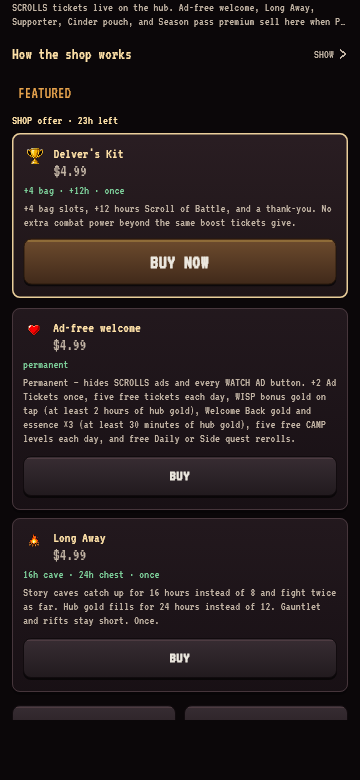 SCROLLS tickets live on the hub. Ad-free welcome, Long Away,
Supporter, Cinder pouch, and Season pass premium sell here when P…
How the shop works
SHOW >
FEATURED
SHOP offer · 23h left
Delver's Kit
$4.99
+4 bag · +12h · once
+4 bag slots, +12 hours Scroll of Battle, and a thank-you. No
extra combat power beyond the same boost tickets give.
BUY NOW
Ad-free welcome
$4.99
permanent
Permanent — hides SCROLLS ads and every WATCH AD button. +2 Ad
Tickets once, five free tickets each day, WISP bonus gold on
tap (at least 2 hours of hub gold), Welcome Back gold and
essence ×3 (at least 30 minutes of hub gold), five free CAMP
levels each day, and free Daily or Side quest rerolls.
BUY
Long Away
$4.99
16h cave · 24h chest · once
Story caves catch up for 16 hours instead of 8 and fight twice
as far. Hub gold fills for 24 hours instead of 12. Gauntlet
and rifts stay short. Once.
BUY